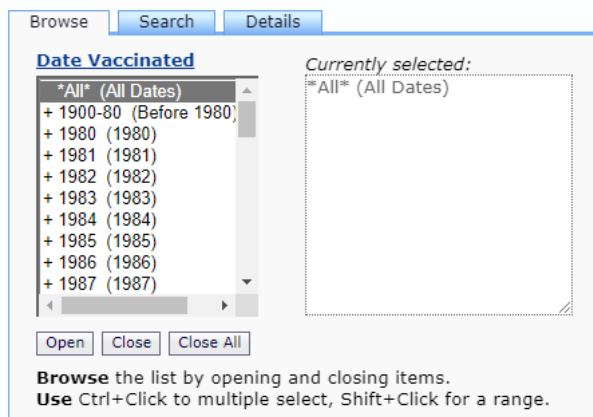 Browse Search Details
Date Vaccinated
*All* (All Dates)
+ 1900-80 (Before 1980)
+ 1980 (1980)
+ 1981 (1981)
+ 1982 (1982)
+ 1983 (1983)
+ 1984 (1984)
+ 1985 (1985)
+ 1986 (1986)
+ 1987 (1987)
Currently selected:
*All* (All Dates)
Open Close Close All
Browse the list by opening and closing items.
Use Ctrl+Click to multiple select, Shift+Click for a range.